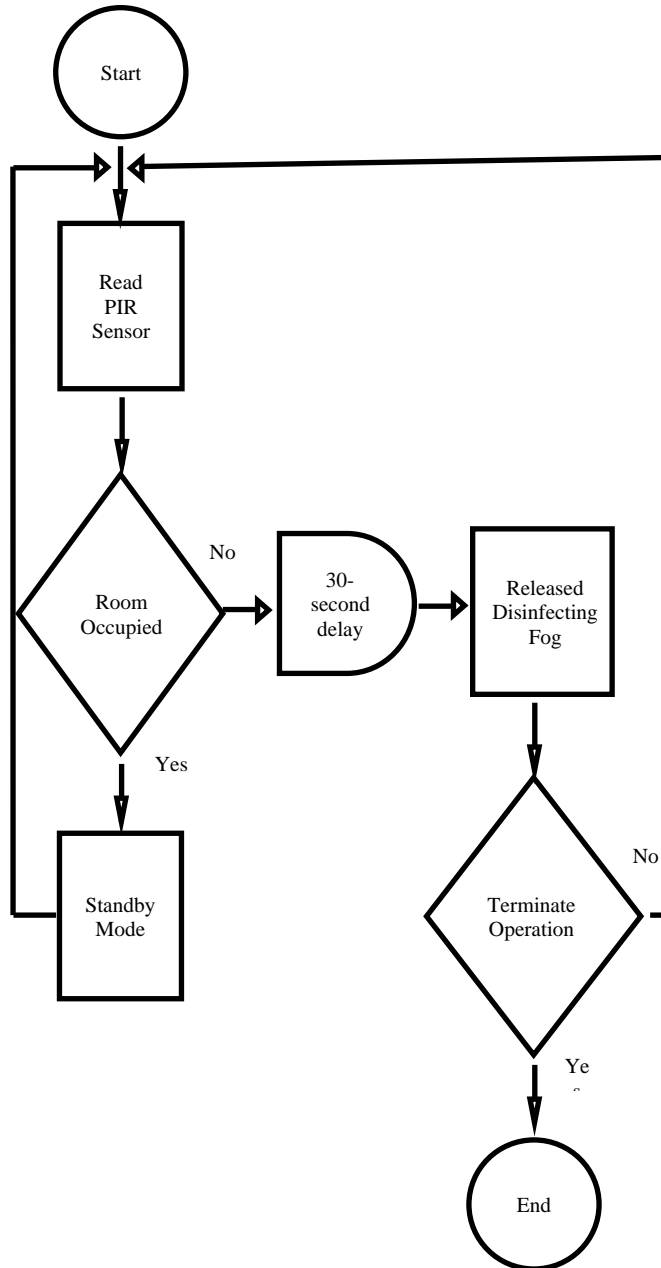 Start
Read
PIR
Sensor
Room
Occupied
No
30-
second
delay
Released
Disinfecting
Fog
Yes
Standby
Mode
Terminate
Operation
No
Ye
End